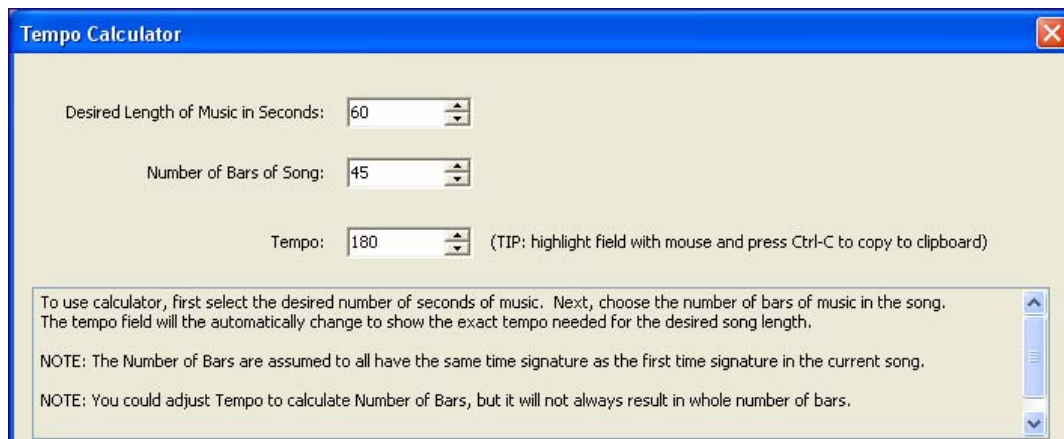 Tempo Calculator
Desired Length of Music in Seconds: 60
Number of Bars of Song: 45
Tempo: 180 (TIP: highlight field with mouse and press Ctrl-C to copy to clipboard)
To use calculator, first select the desired number of seconds of music. Next, choose the number of bars of music in the song.
The tempo field will the automatically change to show the exact tempo needed for the desired song length.
NOTE: The Number of Bars are assumed to all have the same time signature as the first time signature in the current song.
NOTE: You could adjust Tempo to calculate Number of Bars, but it will not always result in whole number of bars.